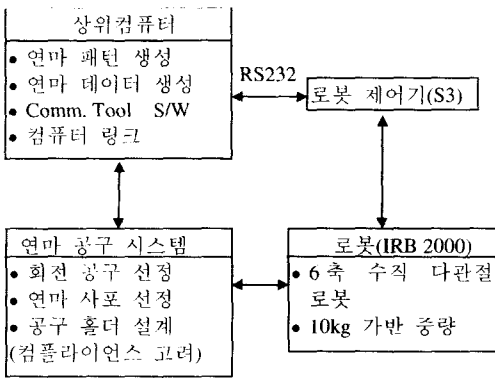 상위컴퓨터
• 연마 패턴 생성
• 연마 데이터 생성
• Comm. Tool S/W
• 컴퓨터 링크
RS232
로봇 제어기(S3)
연마 공구 시스템
• 회전 공구 선정
• 연마 사포 선정
• 공구 홀더 설계
(컴플라이언스 고려)
로봇(IRB 2000)
• 6 축 수직 다관절
로봇
• 10kg 가반 중량